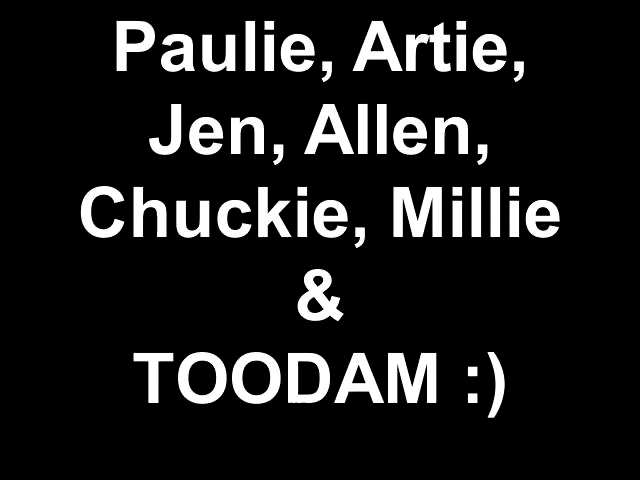 Paulie, Artie,
Jen, Allen,
Chuckie, Millie
&
TOODAM :)